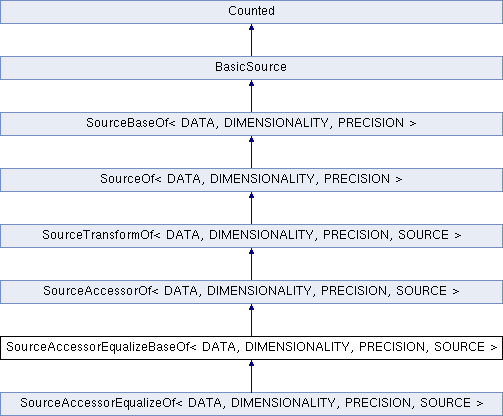 Counted
BasicSource
SourceBaseOf< DATA, DIMENSIONALITY, PRECISION >
SourceOf< DATA, DIMENSIONALITY, PRECISION >
SourceTransformOf< DATA, DIMENSIONALITY, PRECISION, SOURCE >
SourceAccessorOf< DATA, DIMENSIONALITY, PRECISION, SOURCE >
SourceAccessorEqualizeBaseOf< DATA, DIMENSIONALITY, PRECISION, SOURCE >
SourceAccessorEqualizeOf< DATA, DIMENSIONALITY, PRECISION, SOURCE >